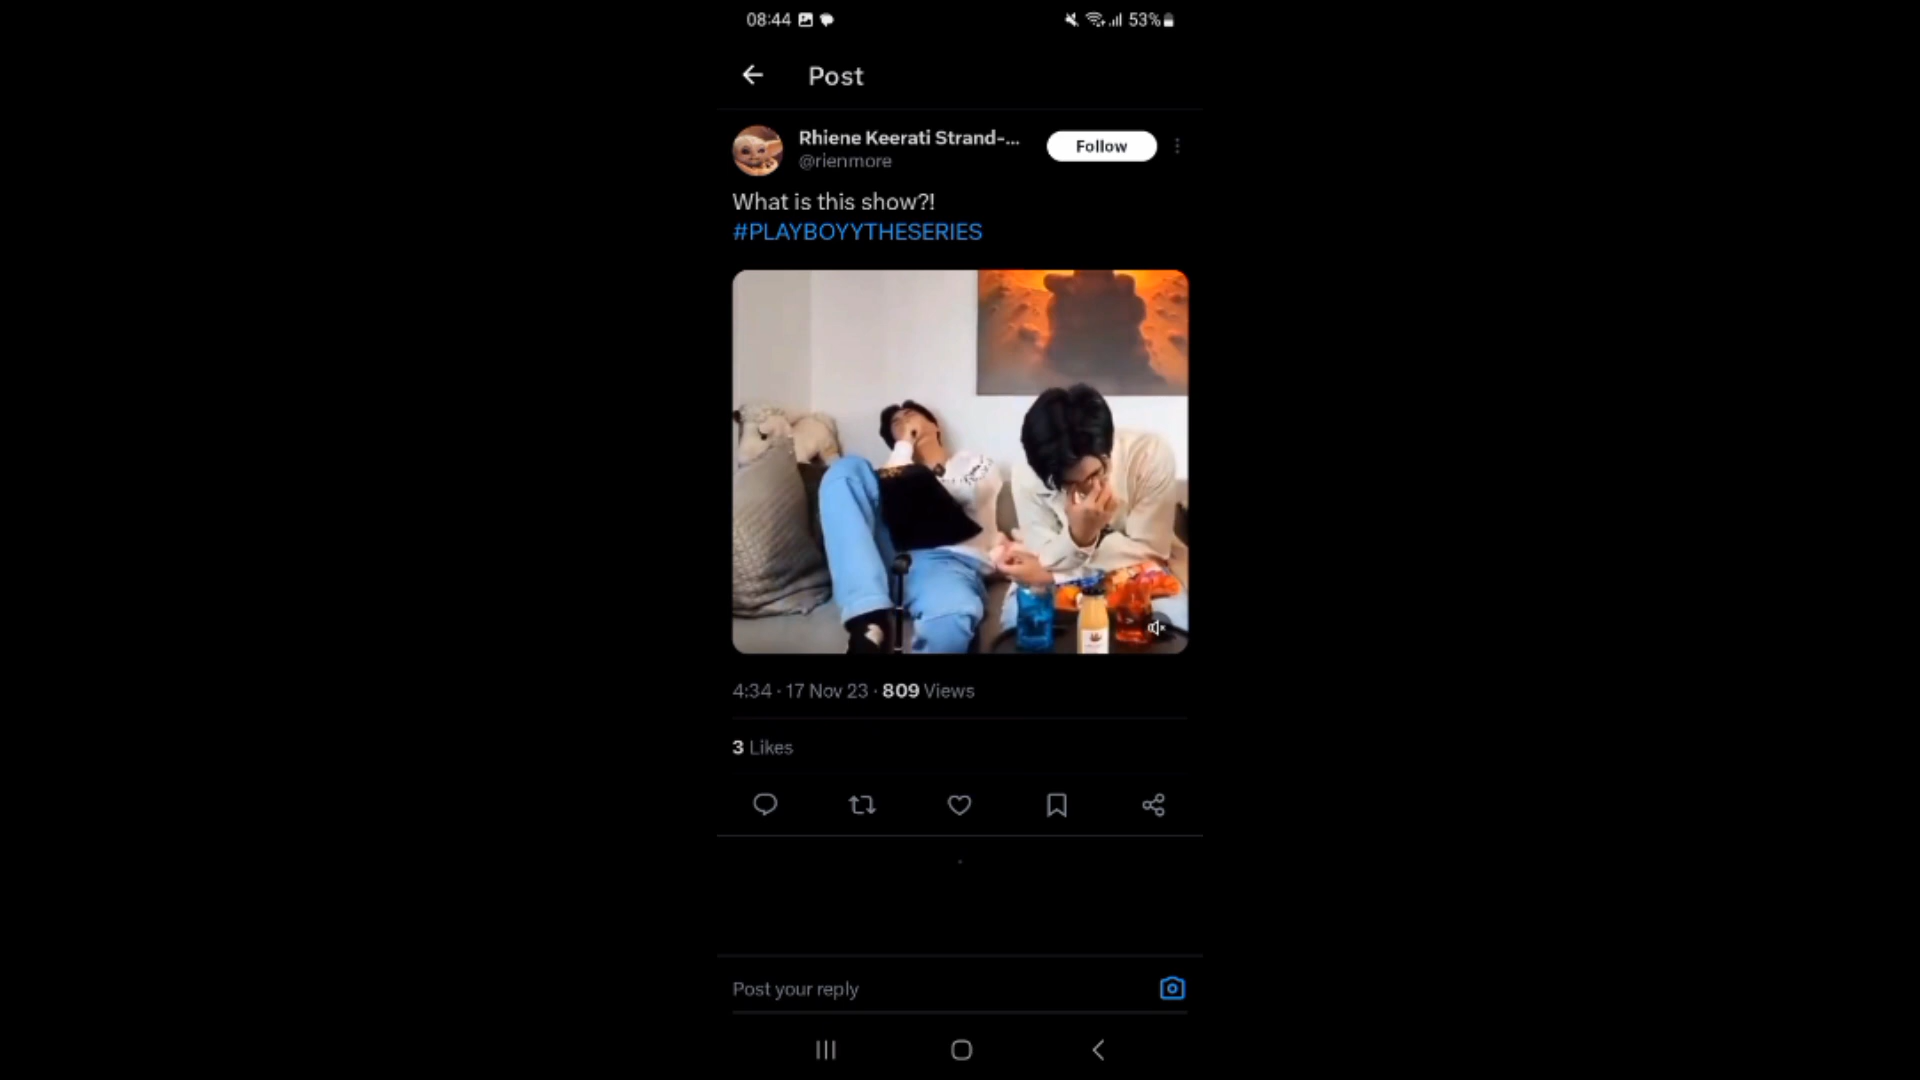 08:44 53%
Post
Rhiene Keerati Strand-...
@rienmore
Follow
What is this show?!
#PLAYBOYYTHESERIES
4:34 · 17 Nov 23 · 809 Views
3 Likes
Post your reply